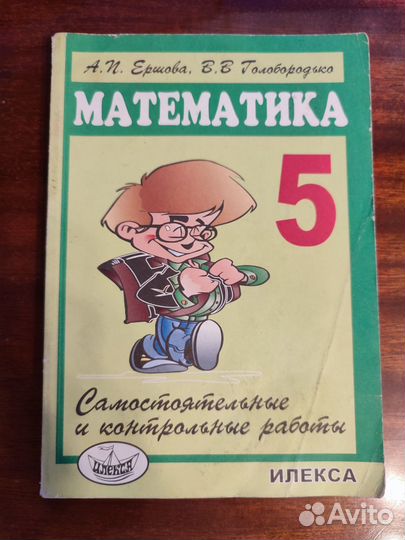 А.П. Ершова, В.В Голобородько
МАТЕМАТИКА
5
Самостоятельные
и контрольные работы
ИЛЕКСА
ИЛЕКСА
Avito